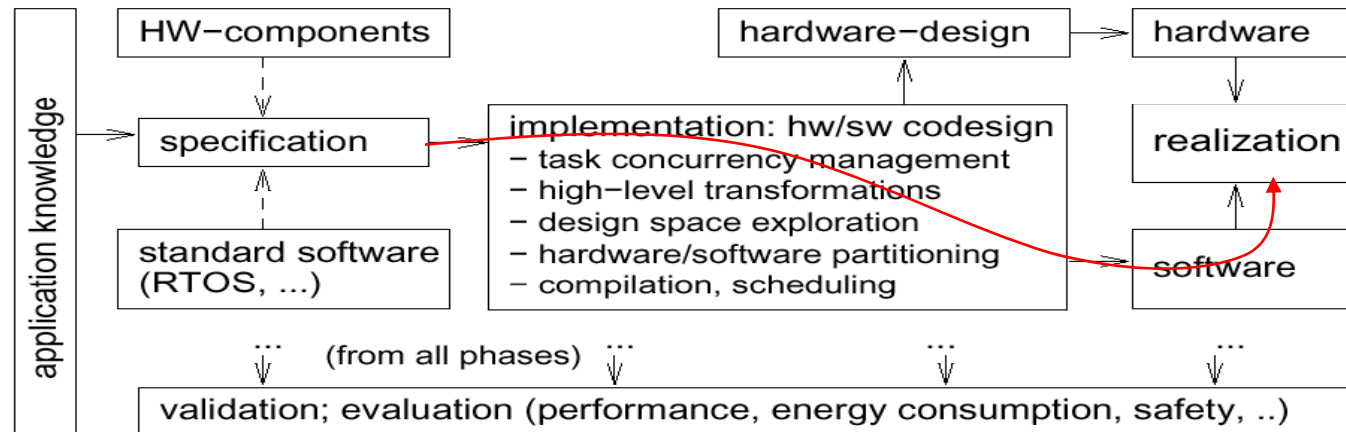 application knowledge
HW−components
hardware−design
hardware
specification
implementation: hw/sw codesign
− task concurrency management
− high−level transformations
− design space exploration
− hardware/software partitioning
− compilation, scheduling
realization
standard software
(RTOS, ...)
software
... (from all phases) ... ... ...
validation; evaluation (performance, energy consumption, safety, ..)